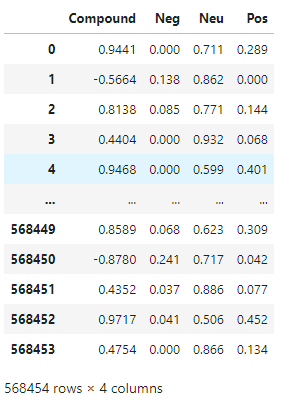 Compound Neg Neu Pos
0 0.9441 0.000 0.711 0.289
1 -0.5664 0.138 0.862 0.000
2 0.8138 0.085 0.771 0.144
3 0.4404 0.000 0.932 0.068
4 0.9468 0.000 0.599 0.401
... ... ... ... ...
568449 0.8589 0.068 0.623 0.309
568450 -0.8780 0.241 0.717 0.042
568451 0.4352 0.037 0.886 0.077
568452 0.9717 0.041 0.506 0.452
568453 0.4754 0.000 0.866 0.134
568454 rows × 4 columns